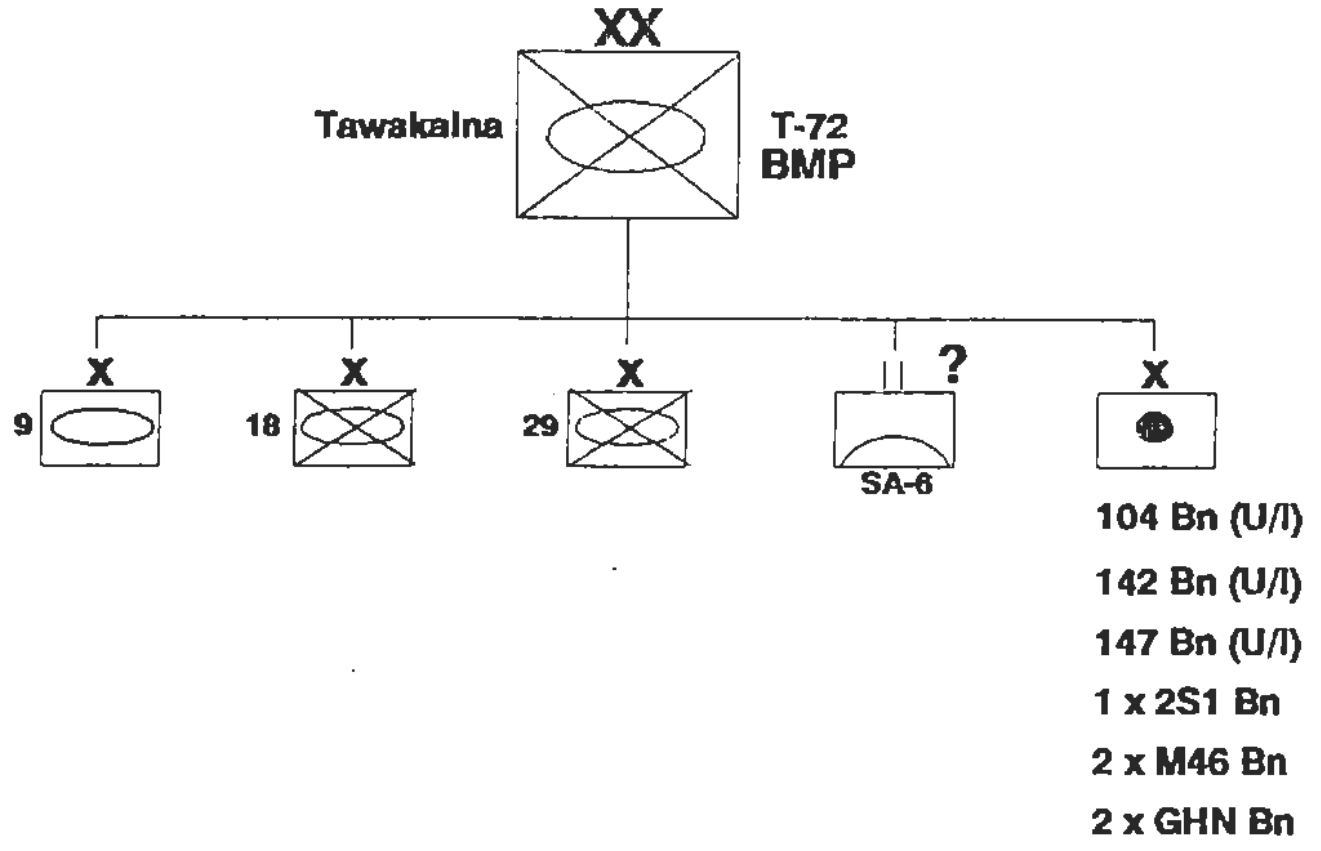 XX
Tawakalna
T-72
BMP
X
X
X
?
X
9
18
29
SA-6
104 Bn (U/I)
142 Bn (U/I)
147 Bn (U/I)
1 x 2S1 Bn
2 x M46 Bn
2 x GHN Bn